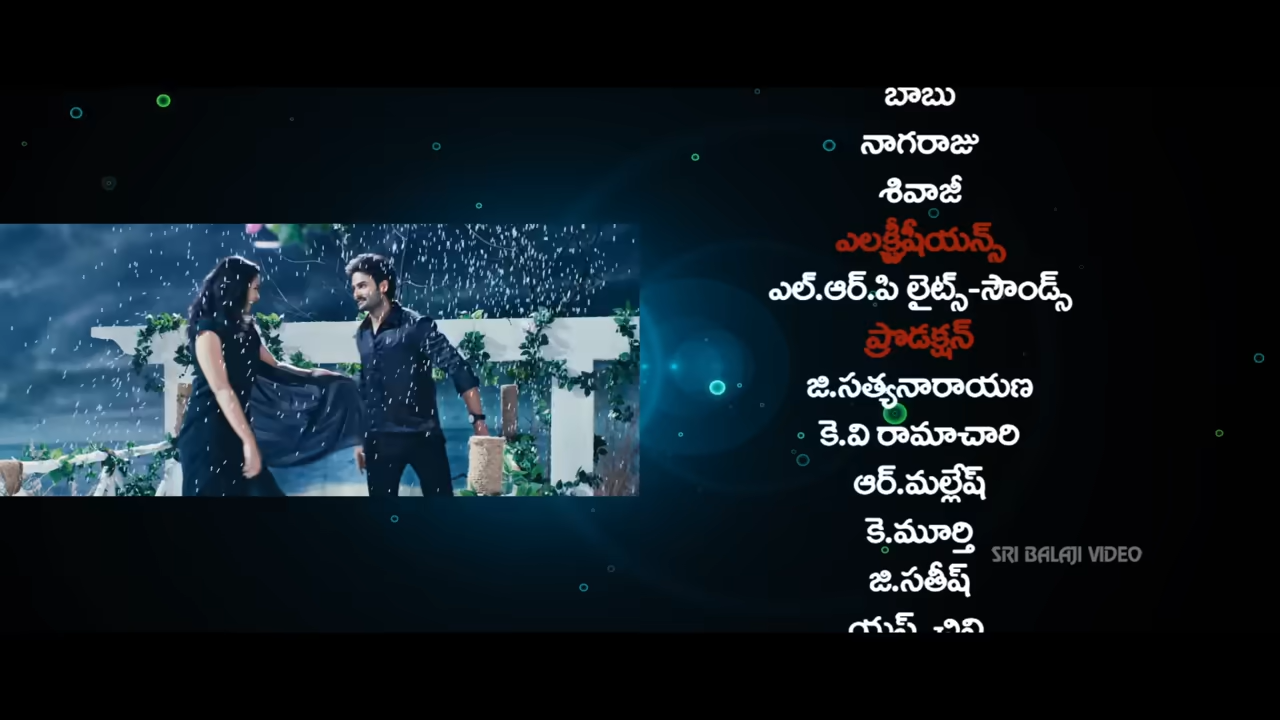 బాబు
నాగరాజు
శివాజీ
ఎలక్ట్రీషీయన్స్
ఎల్.ఆర్.పి లైట్స్-సౌండ్స్
ప్రొడక్షన్
జి.సత్యనారాయణ
కె.వి రామాచారి
ఆర్.మల్లేష్
కె.మూర్తి
SRI BALAJI VIDEO
జి.సతీష్